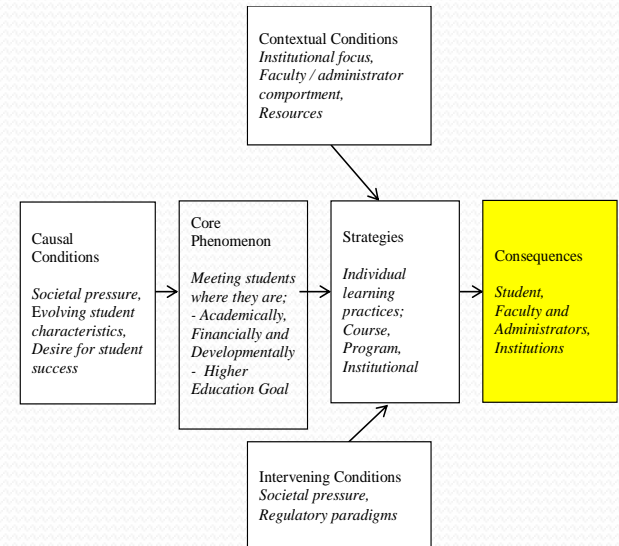 Contextual Conditions
Institutional focus,
Faculty / administrator
comportment,
Resources
Causal
Conditions
Societal pressure,
Evolving student
characteristics,
Desire for student
success
Core
Phenomenon
Meeting students
where they are;
- Academically,
Financially and
Developmentally
- Higher
Education Goal
Strategies
Individual
learning
practices;
Course,
Program,
Institutional
Consequences
Student,
Faculty and
Administrators,
Institutions
Intervening Conditions
Societal pressure,
Regulatory paradigms